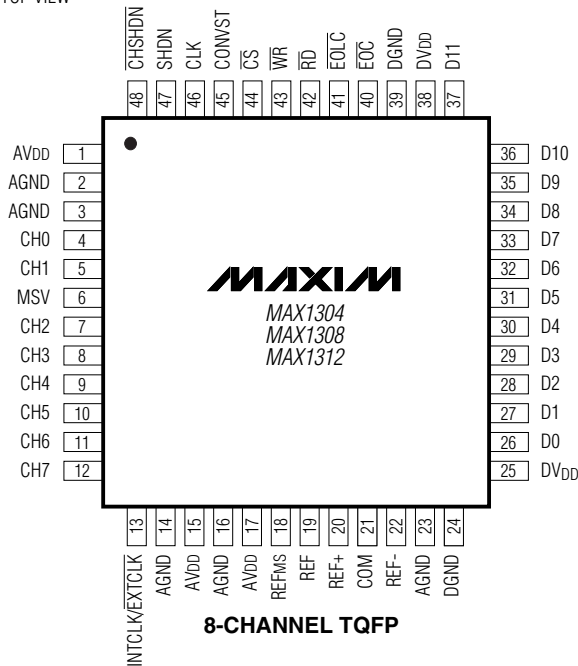 TOP VIEW
CHSHDN
SHDN
CLK
CONVST
CS
WR
RD
EOLC
EOC
DGND
DVDD
D11
48
47
46
45
44
43
42
41
40
39
38
37
AVDD 1
AGND 2
AGND 3
CH0 4
CH1 5
MSV 6
CH2 7
CH3 8
CH4 9
CH5 10
CH6 11
CH7 12
MAXIM
MAX1304
MAX1308
MAX1312
36 D10
35 D9
34 D8
33 D7
32 D6
31 D5
30 D4
29 D3
28 D2
27 D1
26 D0
25 DVDD
13
14
15
16
17
18
19
20
21
22
23
24
INTCLK/EXTCLK
AGND
AVDD
AGND
AVDD
REFMS
REF
REF+
COM
REF-
AGND
DGND
8-CHANNEL TQFP